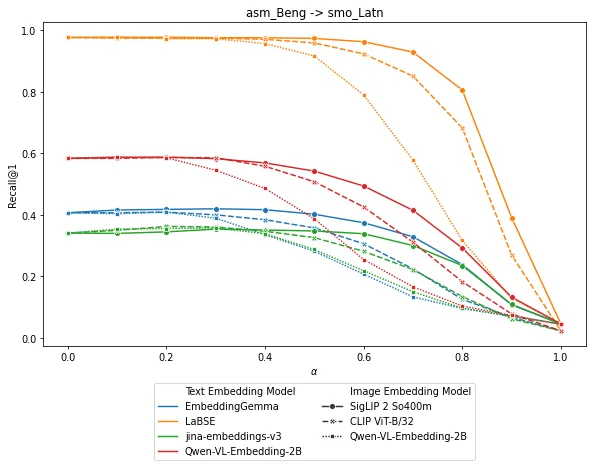 asm_Beng -> smo_Latn
Recall@1
1.0
0.8
0.6
0.4
0.2
0.0
0.0 0.2 0.4 0.6 0.8 1.0
α
Text Embedding Model
EmbeddingGemma
LaBSE
jina-embeddings-v3
Qwen-VL-Embedding-2B
Image Embedding Model
SigLIP 2 So400m
CLIP ViT-B/32
Qwen-VL-Embedding-2B